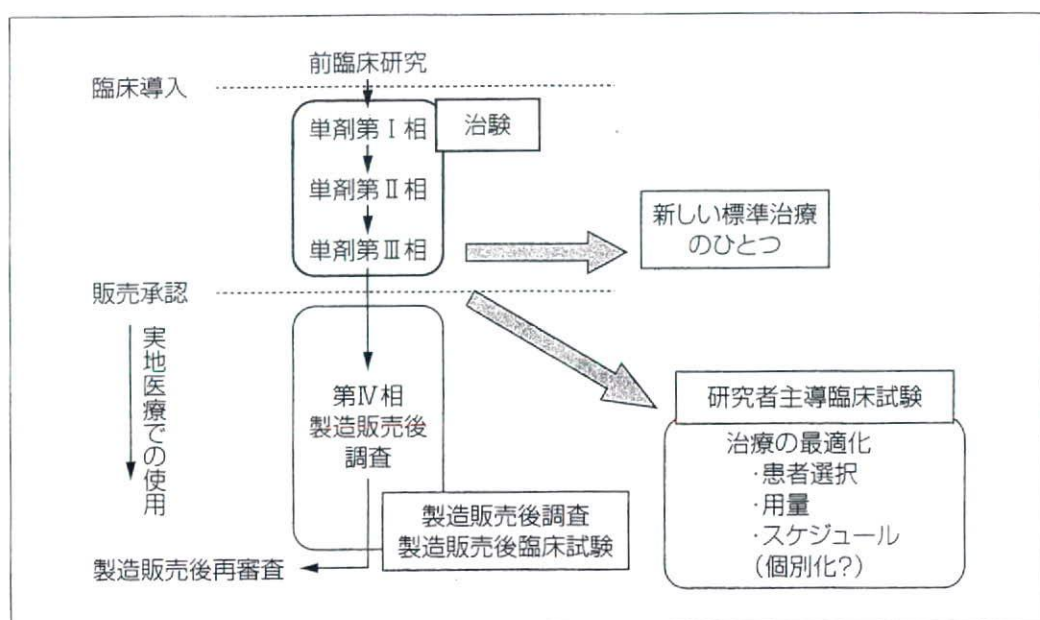 前臨床研究
臨床導入
単剤第Ⅰ相
治験
単剤第Ⅱ相
単剤第Ⅲ相
新しい標準治療
のひとつ
販売承認
実地医療での使用
第Ⅳ相
製造販売後
調査
研究者主導臨床試験
治療の最適化
・患者選択
・用量
・スケジュール
(個別化?)
製造販売後調査
製造販売後臨床試験
製造販売後再審査